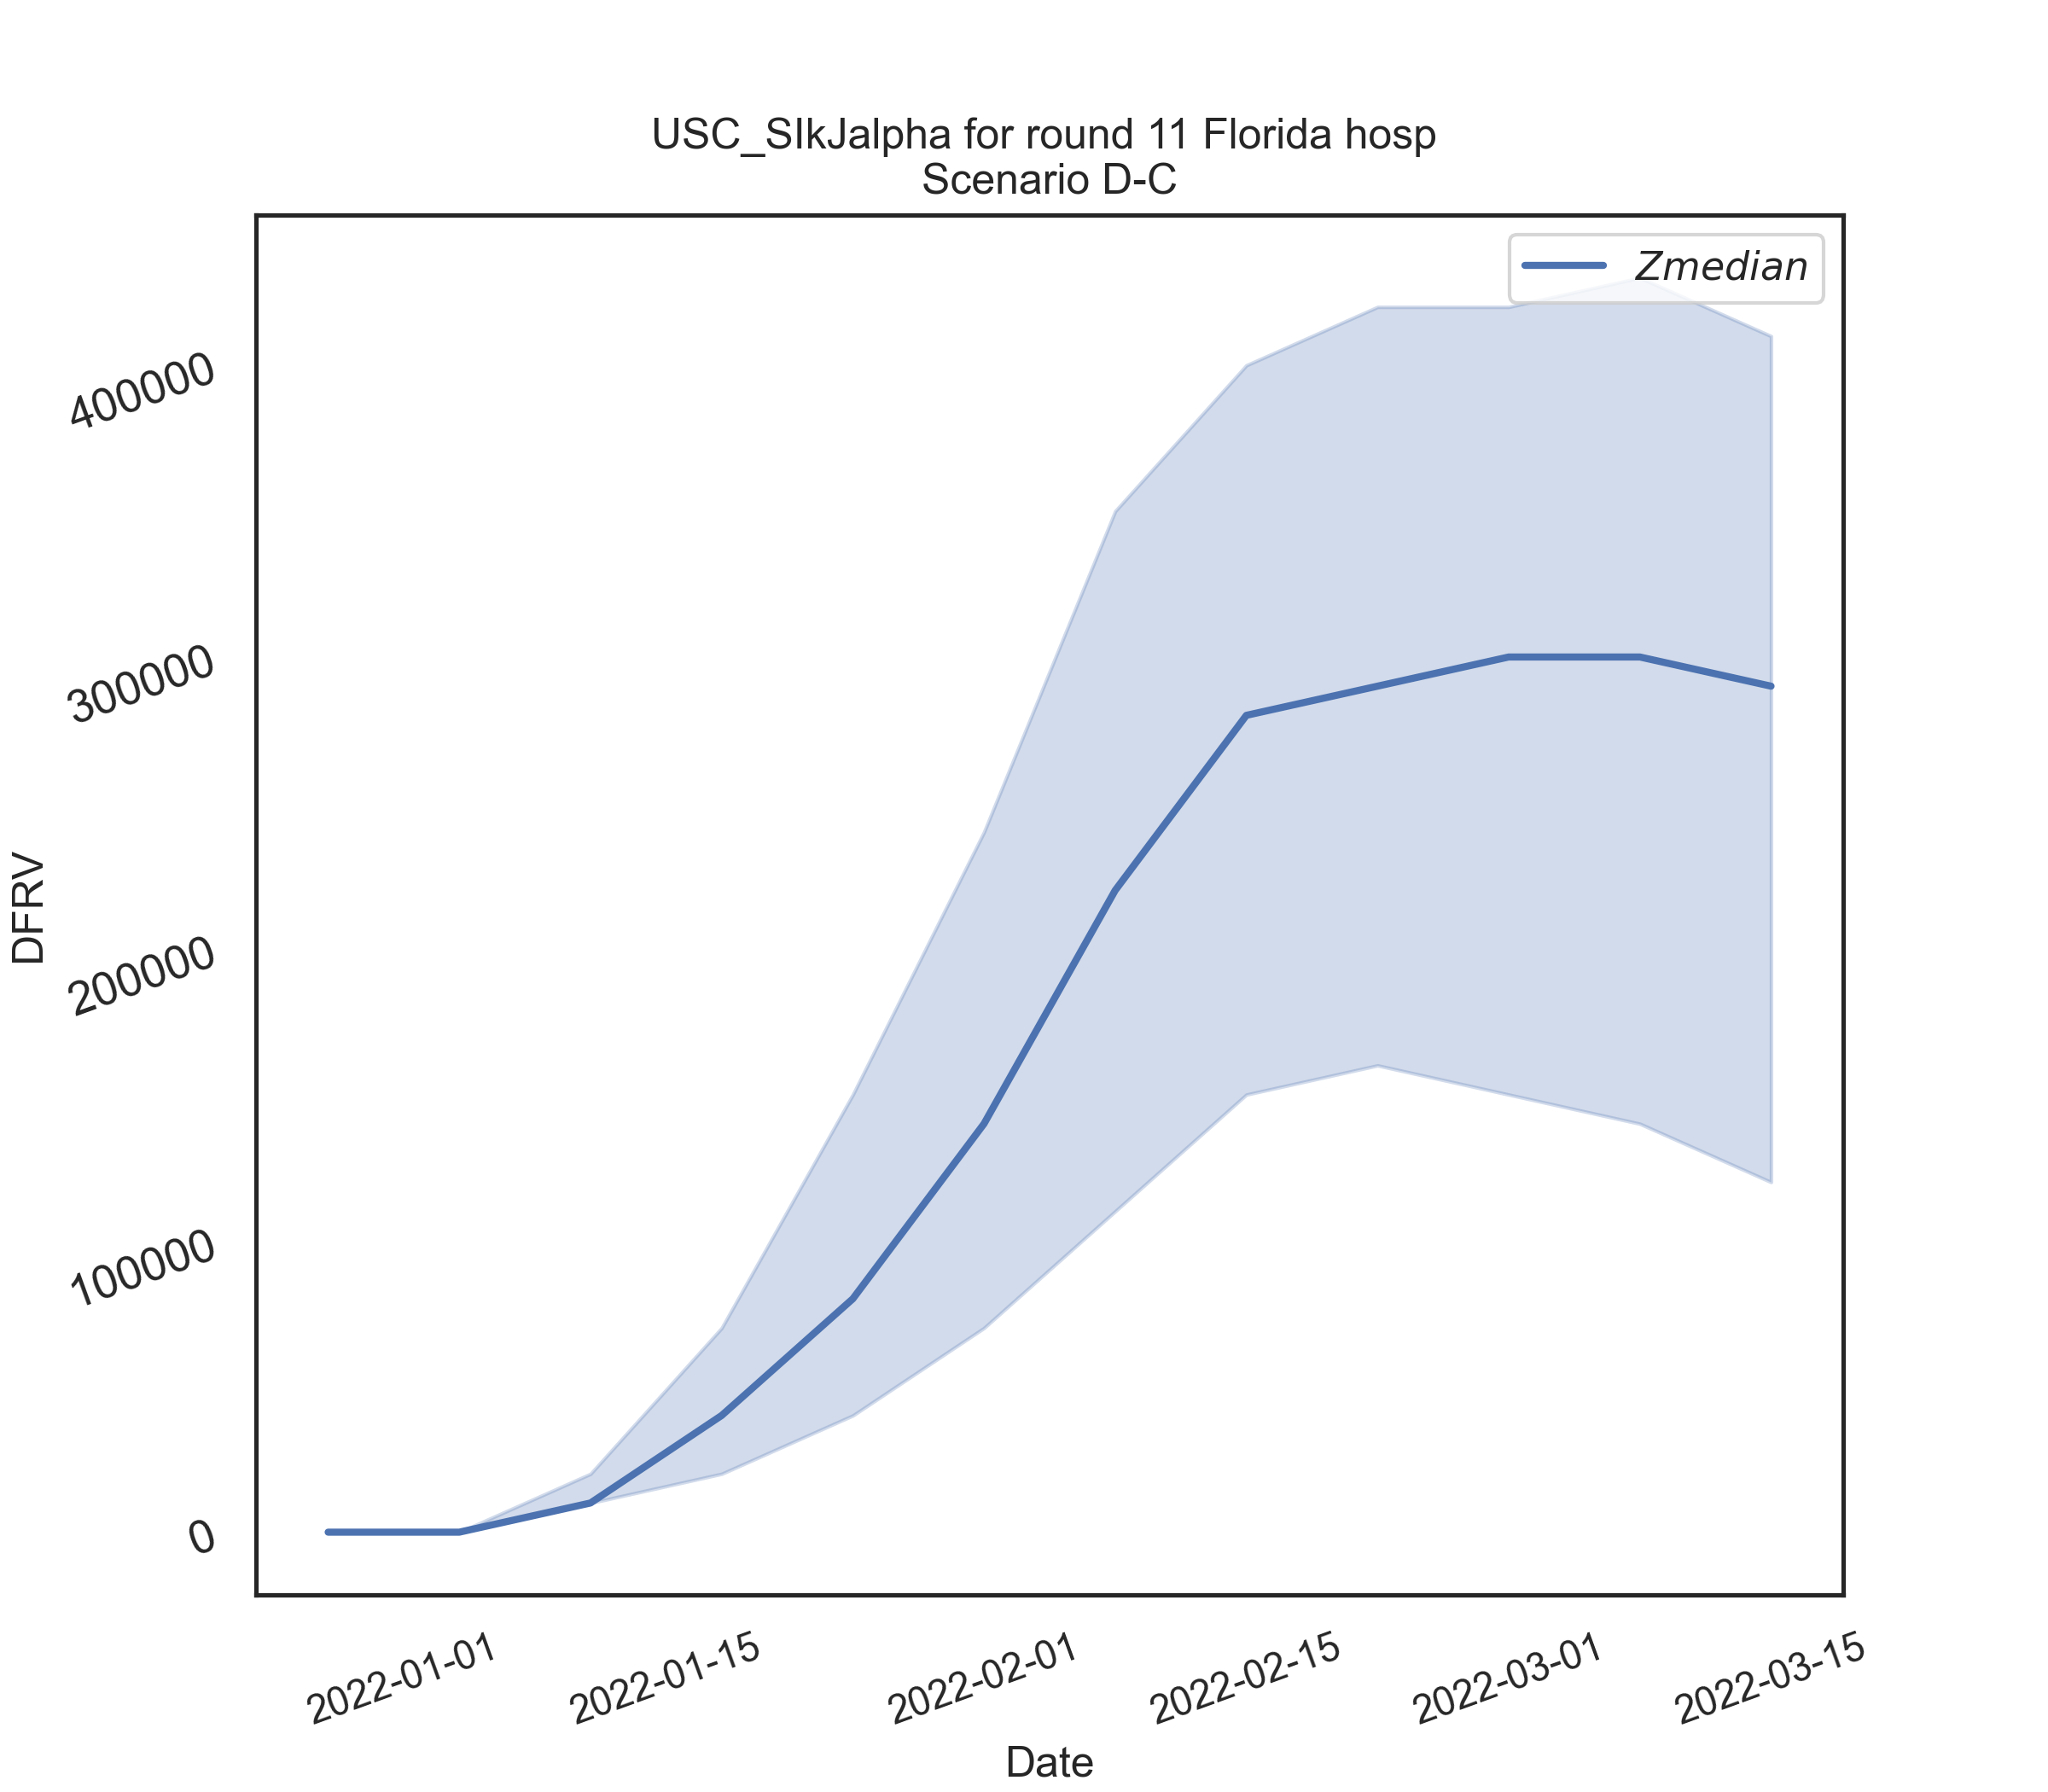 USC_SIkJalpha for round 11 Florida hosp
Scenario D-C
Zmedian
400000
300000
200000
100000
0
DFRV
2022-01-01
2022-01-15
2022-02-01
2022-02-15
2022-03-01
2022-03-15
Date